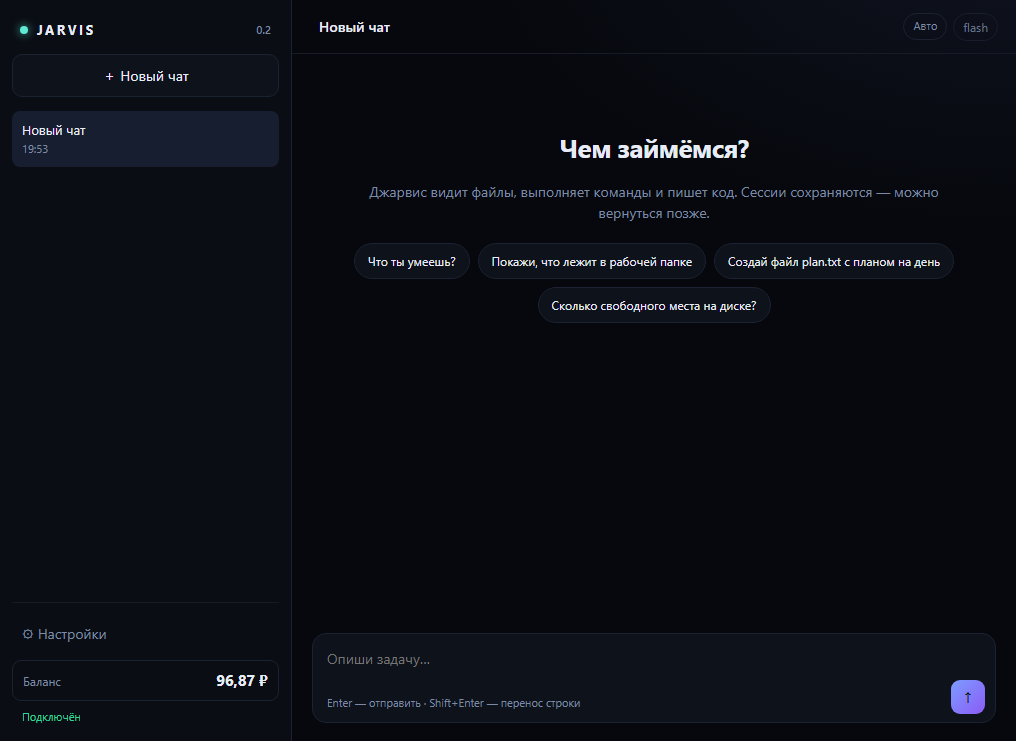 JARVIS
0.2
+ Новый чат
Новый чат
19:53
⚙ Настройки
Баланс
96,87 ₽
Подключён
Новый чат
Авто
flash
Чем займёмся?
Джарвис видит файлы, выполняет команды и пишет код. Сессии сохраняются — можно
вернуться позже.
Что ты умеешь?
Покажи, что лежит в рабочей папке
Создай файл plan.txt с планом на день
Сколько свободного места на диске?
Опиши задачу...
Enter — отправить · Shift+Enter — перенос строки
↑